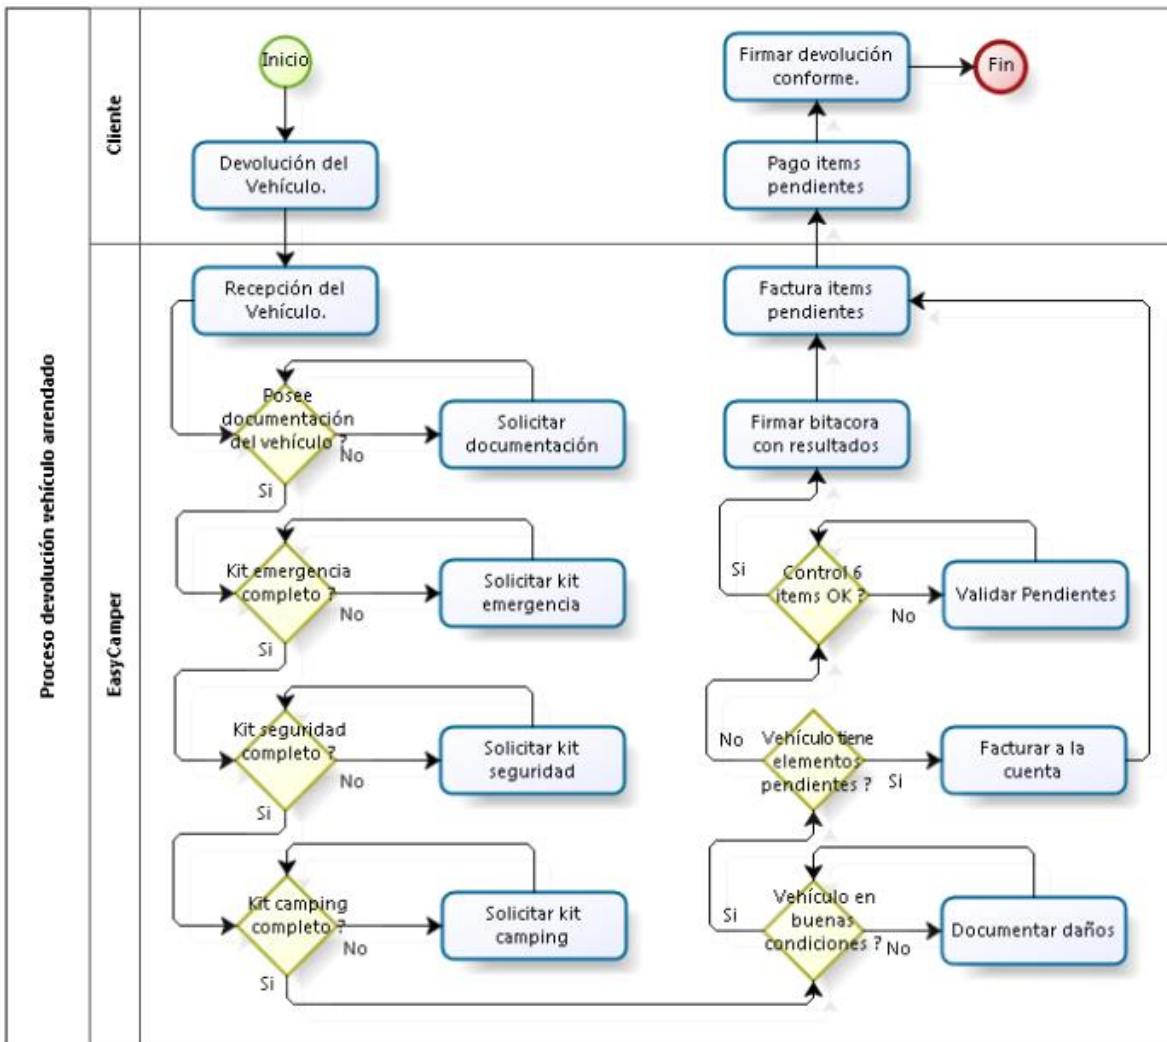 Proceso devolución vehículo arrendado
Cliente
Inicio
Devolución del
Vehículo.
Firmar devolución
conforme.
Fin
Pago items
pendientes
EasyCamper
Recepción del
Vehículo.
Posee
documentación
del vehículo ?
No
Solicitar
documentación
Si
Kit emergencia
completo ?
No
Solicitar kit
emergencia
Si
Kit seguridad
completo ?
No
Solicitar kit
seguridad
Si
Kit camping
completo ?
No
Solicitar kit
camping
Si
Factura items
pendientes
Firmar bitacora
con resultados
Si
Control 6
items OK ?
No
Validar Pendientes
No
Vehículo tiene
elementos
pendientes ?
Si
Facturar a la
cuenta
Si
Vehículo en
buenas
condiciones ?
No
Documentar daños